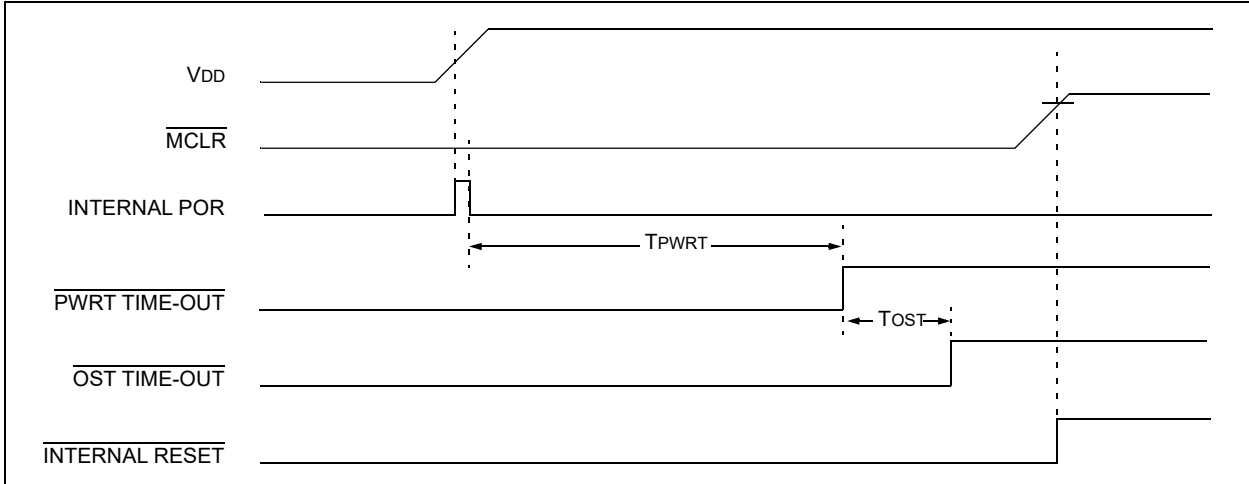 VDD
MCLR
INTERNAL POR
TPWRT
PWRT TIME-OUT
TOST
OST TIME-OUT
INTERNAL RESET